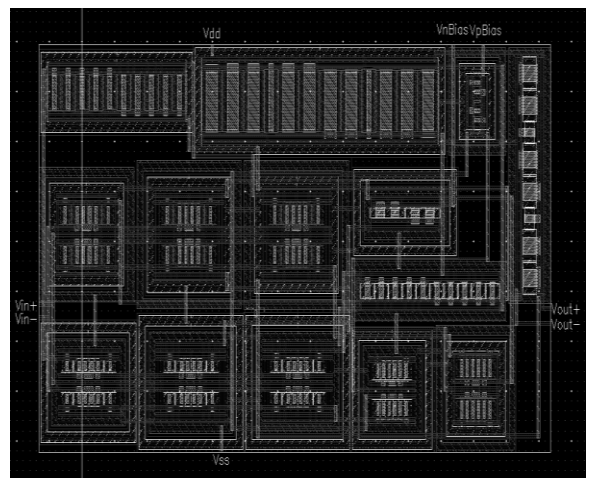 Vdd
VnBias VpBias
Vin+
Vin-
Vout+
Vout-
Vss